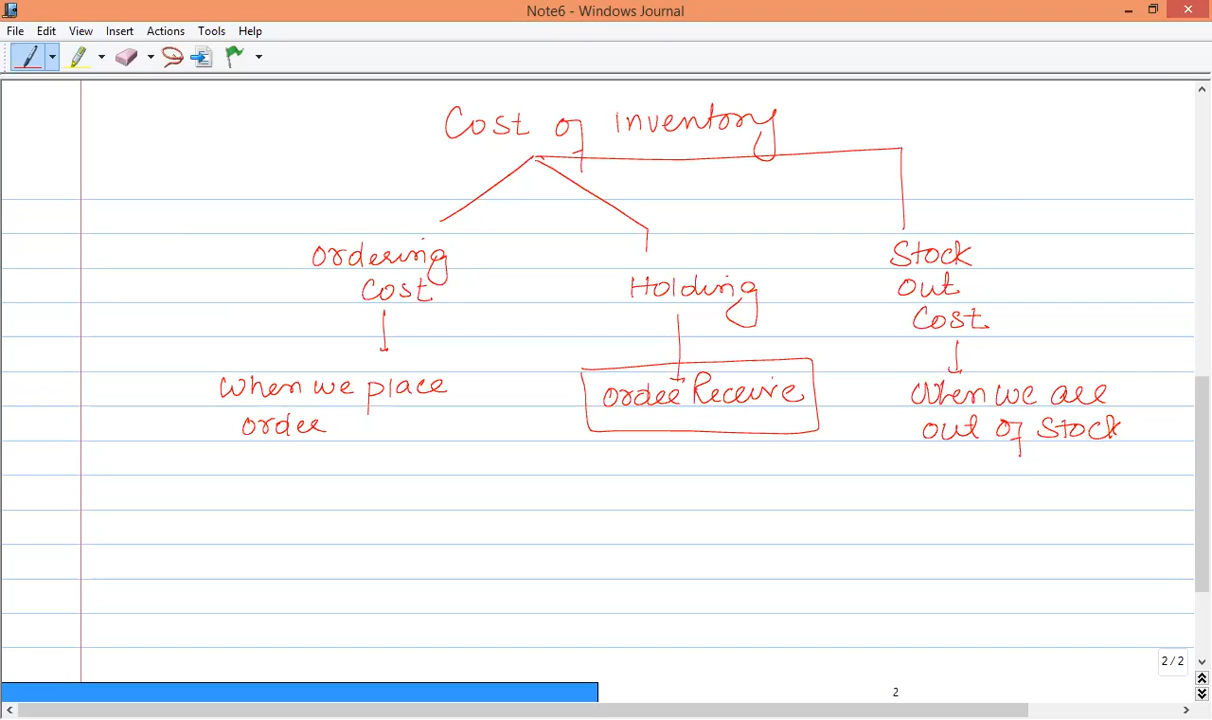 Note6 - Windows Journal
File Edit View Insert Actions Tools Help
Cost of inventory
Ordering
Cost
Holding
Stock
Out
Cost
When we place
order
order Receive
When we are
out of stock
2 / 2
2